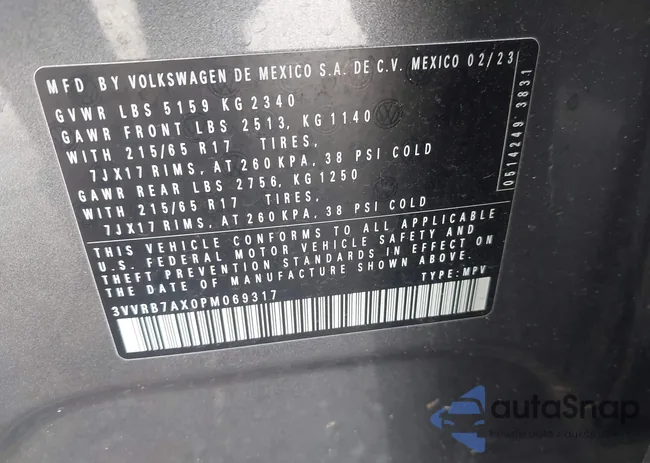 MFD BY VOLKSWAGEN DE MEXICO S.A. DE C.V. MEXICO 02/23
GVWR LBS 5159 KG 2340
GAWR FRONT LBS 2513, KG 1140
WITH 215/65 R17 TIRES,
7JX17 RIMS, AT 260 KPA, 38 PSI COLD
GAWR REAR LBS 2756, KG 1250
WITH 215/65 R17 TIRES,
7JX17 RIMS, AT 260 KPA, 38 PSI COLD
0514249 3831
THIS VEHICLE CONFORMS TO ALL APPLICABLE
U.S. FEDERAL MOTOR VEHICLE SAFETY AND
THEFT PREVENTION STANDARDS IN EFFECT ON
THE DATE OF MANUFACTURE SHOWN ABOVE.
TYPE: MPV
3VVRB7AX0PM069317
autoSnap